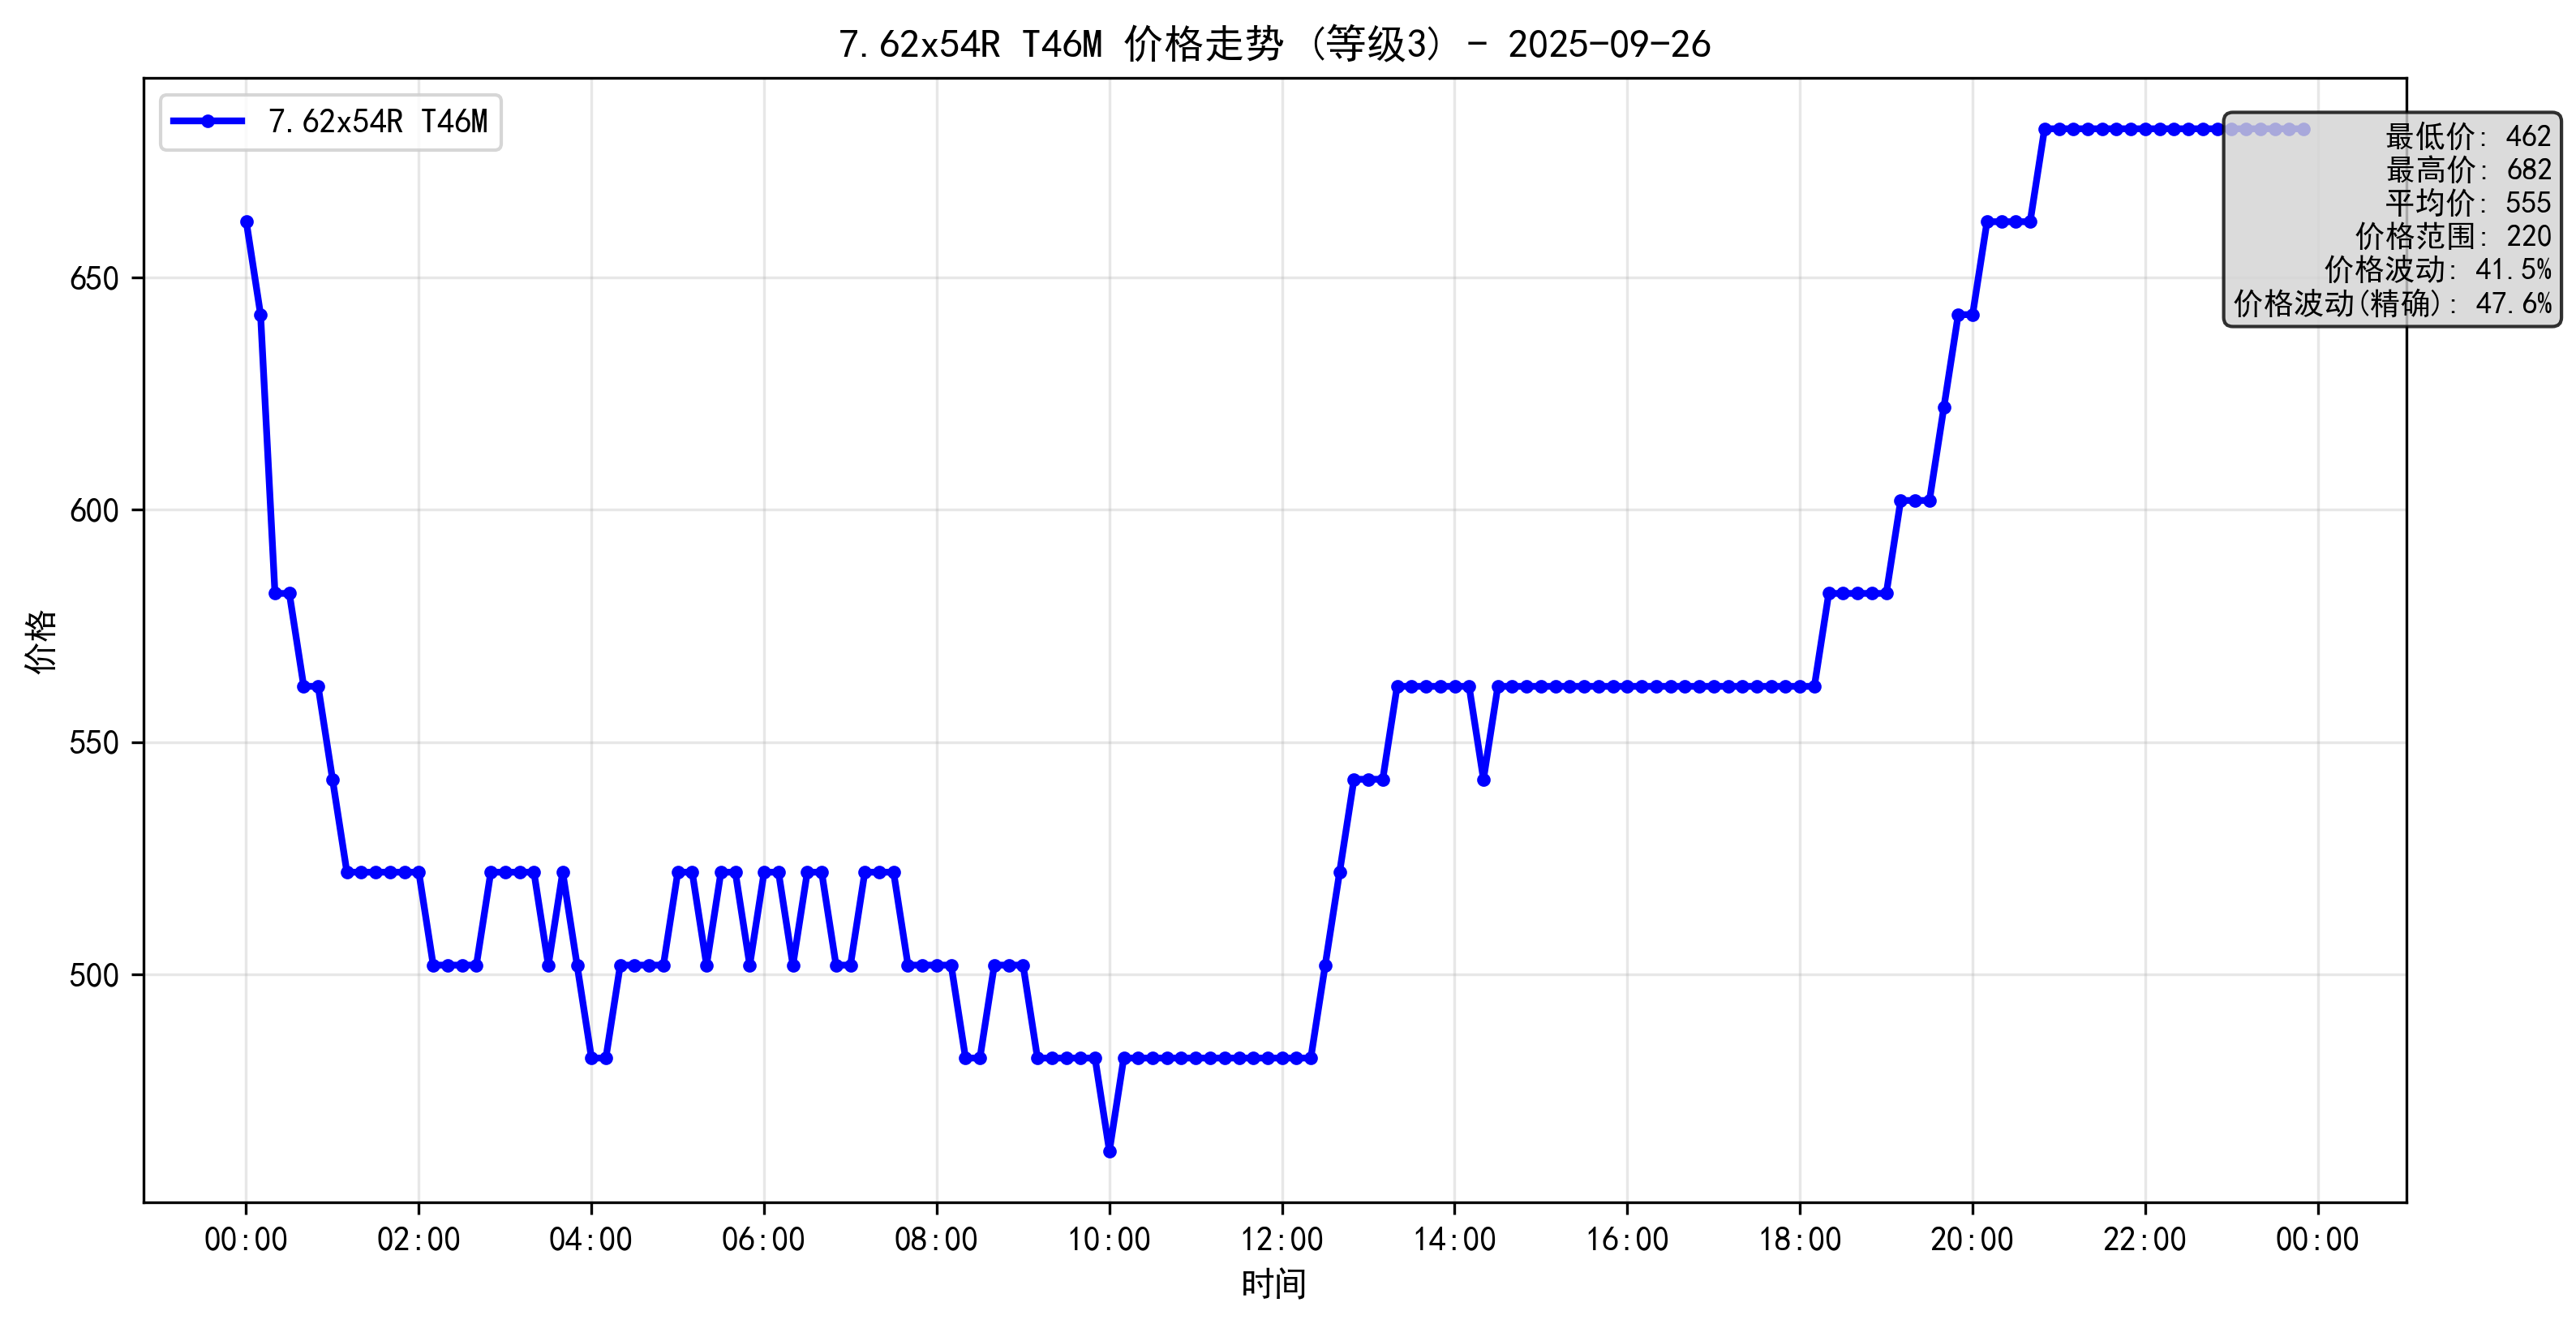 7.62x54R T46M 价格走势 (等级3) - 2025-09-26
7.62x54R T46M
最低价: 462
最高价: 682
平均价: 555
价格范围: 220
价格波动: 41.5%
价格波动(精确): 47.6%
价格
650
600
550
500
00:00 02:00 04:00 06:00 08:00 10:00 12:00 14:00 16:00 18:00 20:00 22:00 00:00
时间